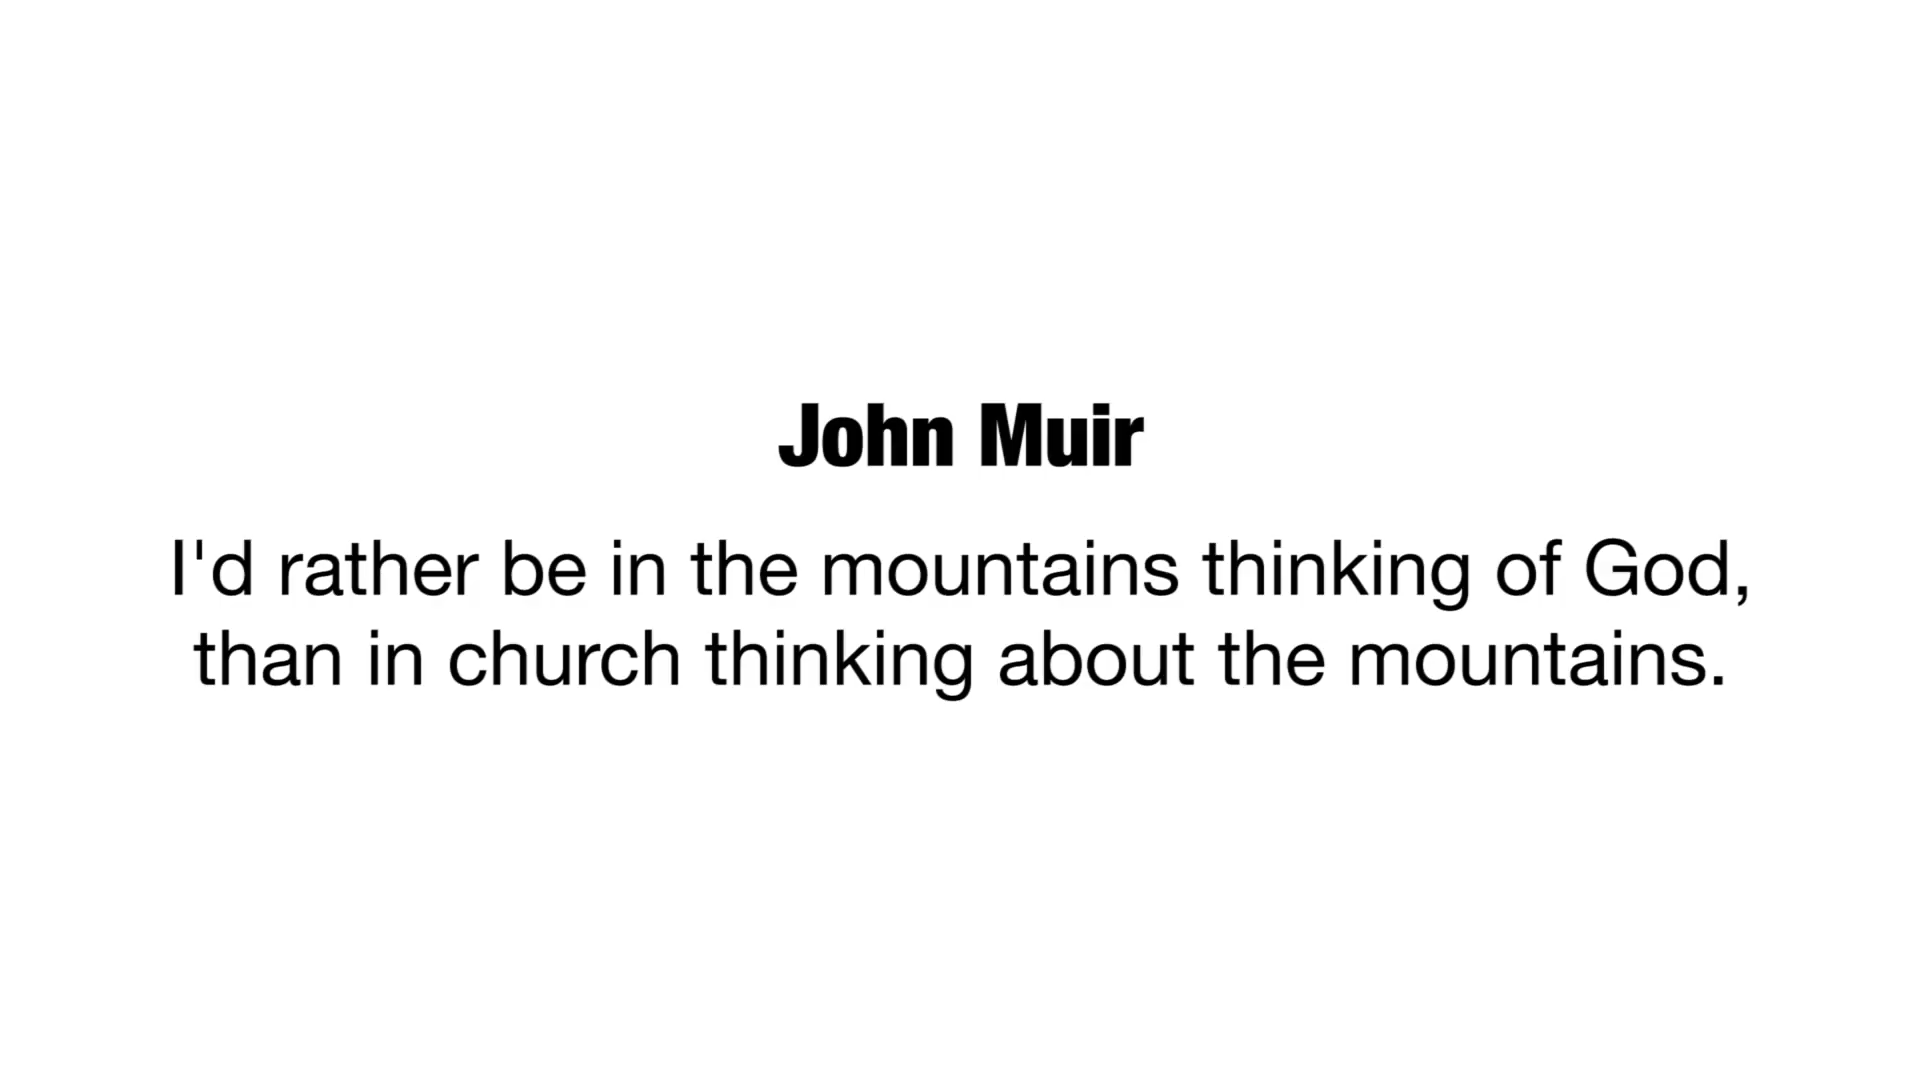 John Muir
I'd rather be in the mountains thinking of God,
than in church thinking about the mountains.